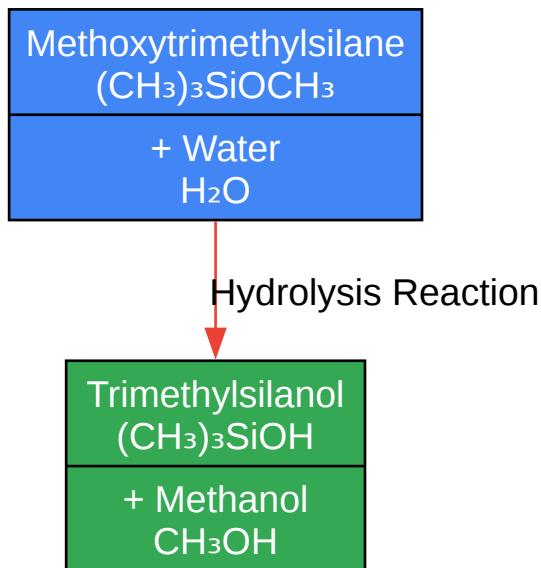 Methoxytrimethylsilane
(CH₃)₃SiOCH₃
+ Water
H₂O
Hydrolysis Reaction
Trimethylsilanol
(CH₃)₃SiOH
+ Methanol
CH₃OH